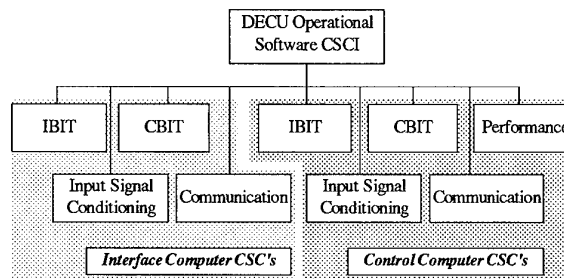 DECU Operational
Software CSCI
IBIT
CBIT
IBIT
CBIT
Performance
Input Signal
Conditioning
Communication
Input Signal
Conditioning
Communication
Interface Computer CSC's
Control Computer CSC's